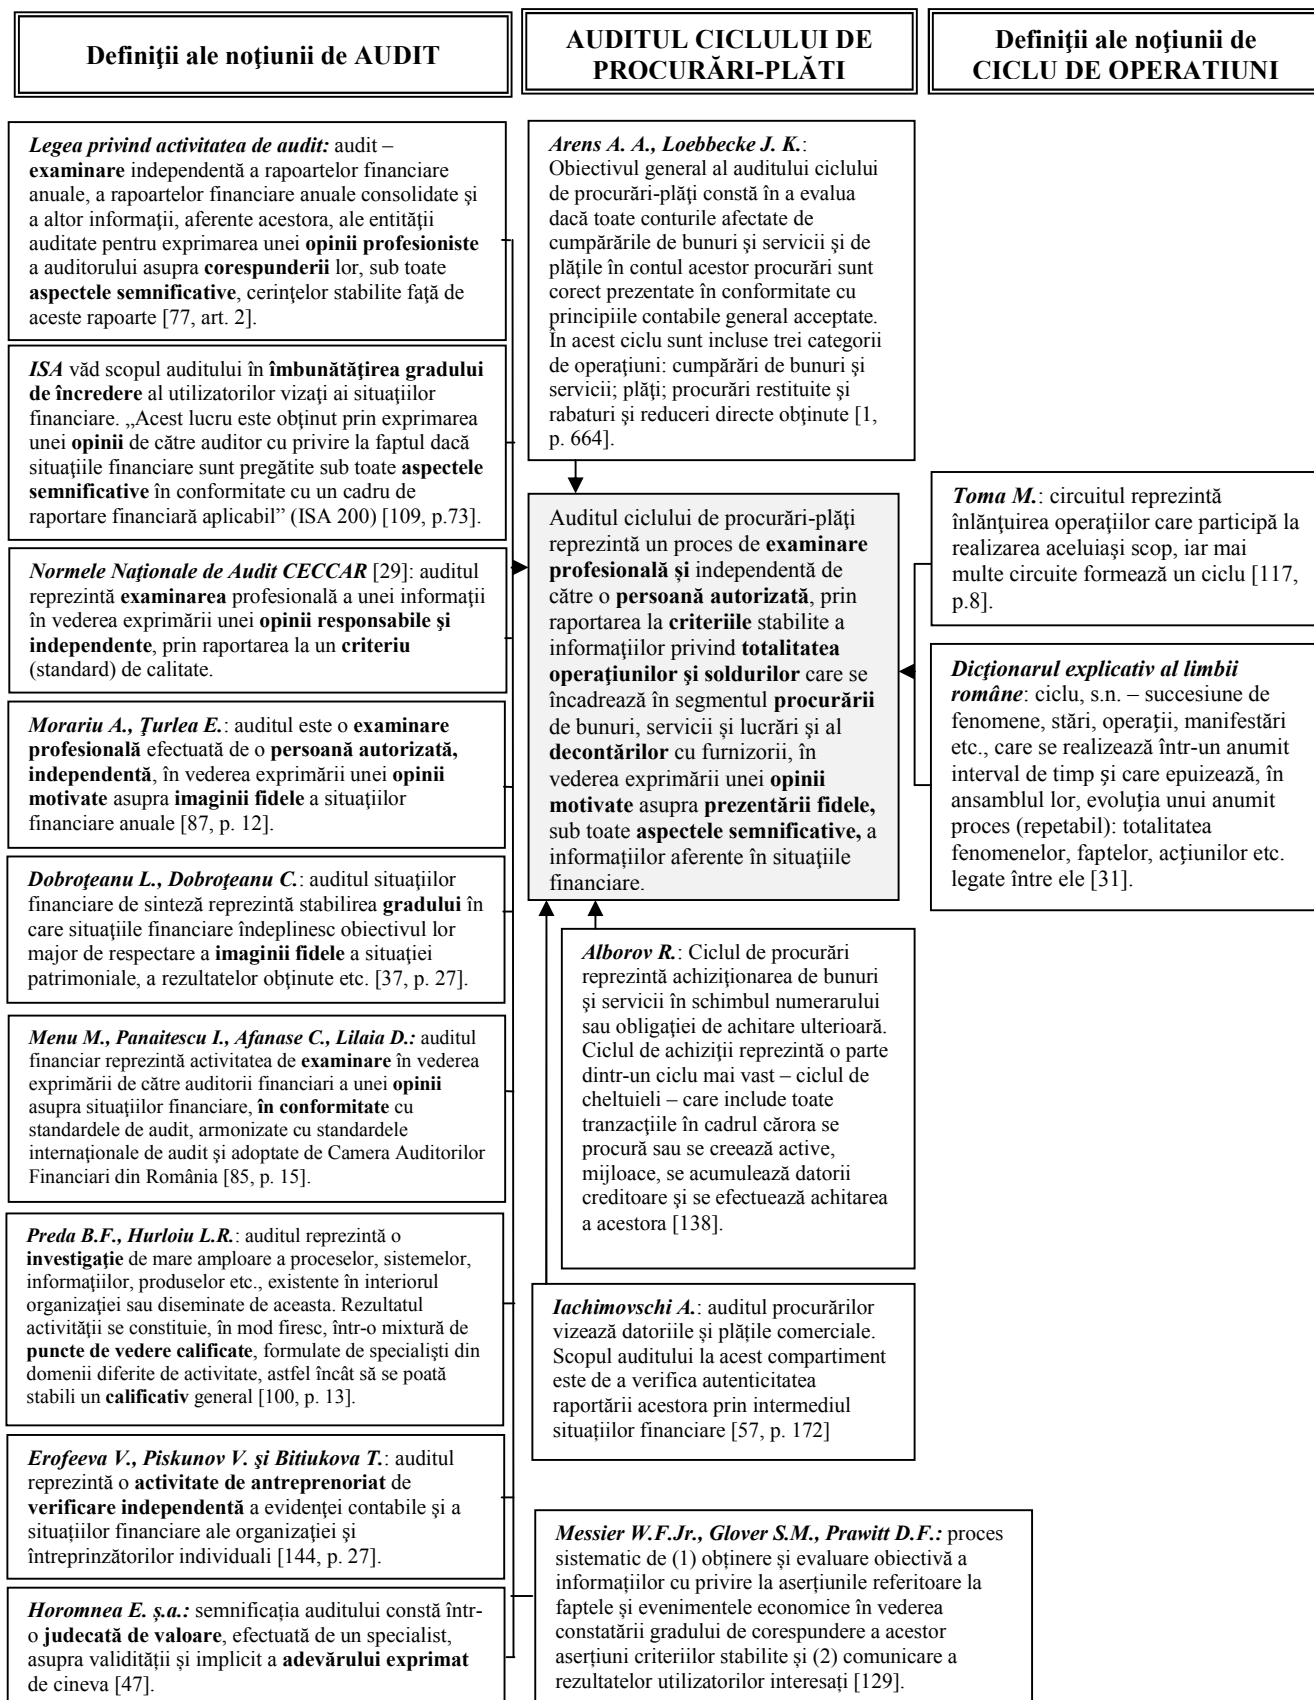 Definiţii ale noţiunii de AUDIT
AUDITUL CICLULUI DE
PROCURĂRI-PLĂTI
Definiţii ale noţiunii de
CICLU DE OPERATIUNI
Legea privind activitatea de audit: audit –
examinare independentă a rapoartelor financiare
anuale, a rapoartelor financiare anuale consolidate şi
a altor informaţii, aferente acestora, ale entităţii
auditate pentru exprimarea unei opinii profesioniste
a auditorului asupra corespunderii lor, sub toate
aspectele semnificative, cerinţelor stabilite faţă de
aceste rapoarte [77, art. 2].
ISA văd scopul auditului în îmbunătăţirea gradului
de încredere al utilizatorilor vizaţi ai situaţiilor
financiare. „Acest lucru este obţinut prin exprimarea
unei opinii de către auditor cu privire la faptul dacă
situaţiile financiare sunt pregătite sub toate aspectele
semnificative în conformitate cu un cadru de
raportare financiară aplicabil” (ISA 200) [109, p.73].
Normele Naţionale de Audit CECCAR [29]: auditul
reprezintă examinarea profesională a unei informaţii
în vederea exprimării unei opinii responsabile şi
independente, prin raportarea la un criteriu
(standard) de calitate.
Morariu A., Ţurlea E.: auditul este o examinare
profesională efectuată de o persoană autorizată,
independentă, în vederea exprimării unei opinii
motivate asupra imaginii fidele a situaţiilor
financiare anuale [87, p. 12].
Dobroţeanu L., Dobroţeanu C.: auditul situaţiilor
financiare de sinteză reprezintă stabilirea gradului în
care situaţiile financiare îndeplinesc obiectivul lor
major de respectare a imaginii fidele a situaţiei
patrimoniale, a rezultatelor obţinute etc. [37, p. 27].
Menu M., Panaitescu I., Afanase C., Lilaia D.: auditul
financiar reprezintă activitatea de examinare în vederea
exprimării de către auditorii financiari a unei opinii
asupra situaţiilor financiare, în conformitate cu
standardele de audit, armonizate cu standardele
internaţionale de audit şi adoptate de Camera Auditorilor
Financiari din România [85, p. 15].
Preda B.F., Hurloiu L.R.: auditul reprezintă o
investigaţie de mare amploare a proceselor, sistemelor,
informaţiilor, produselor etc., existente în interiorul
organizaţiei sau diseminate de aceasta. Rezultatul
activităţii se constituie, în mod firesc, într-o mixtură de
puncte de vedere calificate, formulate de specialişti din
domenii diferite de activitate, astfel încât să se poată
stabili un calificativ general [100, p. 13].
Erofeeva V., Piskunov V. şi Bitiukova T.: auditul
reprezintă o activitate de antreprenoriat de
verificare independentă a evidenţei contabile şi a
situaţiilor financiare ale organizaţiei și
întreprinzătorilor individuali [144, p. 27].
Horomnea E. ş.a.: semnificația auditului constă într-
o judecată de valoare, efectuată de un specialist,
asupra validității și implicit a adevărului exprimat
de cineva [47].
Arens A. A., Loebbecke J. K.:
Obiectivul general al auditului ciclului
de procurări-plăţi constă în a evalua
dacă toate conturile afectate de
cumpărările de bunuri şi servicii şi de
plăţile în contul acestor procurări sunt
corect prezentate în conformitate cu
principiile contabile general acceptate.
În acest ciclu sunt incluse trei categorii
de operaţiuni: cumpărări de bunuri şi
servicii; plăţi; procurări restituite şi
rabaturi şi reduceri directe obţinute [1,
p. 664].
Auditul ciclului de procurări-plăţi
reprezintă un proces de examinare
profesională și independentă de
către o persoană autorizată, prin
raportarea la criteriile stabilite a
informaţiilor privind totalitatea
operaţiunilor şi soldurilor care se
încadrează în segmentul procurării
de bunuri, servicii și lucrări și al
decontărilor cu furnizorii, în
vederea exprimării unei opinii
motivate asupra prezentării fidele,
sub toate aspectele semnificative, a
informațiilor aferente în situațiile
financiare.
Alborov R.: Ciclul de procurări
reprezintă achiziţionarea de bunuri
şi servicii în schimbul numerarului
sau obligaţiei de achitare ulterioară.
Ciclul de achiziţii reprezintă o parte
dintr-un ciclu mai vast – ciclul de
cheltuieli – care include toate
tranzacţiile în cadrul cărora se
procură sau se creează active,
mijloace, se acumulează datorii
creditoare şi se efectuează achitarea
a acestora [138].
Iachimovschi A.: auditul procurărilor
vizează datoriile și plățile comerciale.
Scopul auditului la acest compartiment
este de a verifica autenticitatea
raportării acestora prin intermediul
situațiilor financiare [57, p. 172]
Messier W.F.Jr., Glover S.M., Prawitt D.F.: proces
sistematic de (1) obținere și evaluare obiectivă a
informațiilor cu privire la aserțiunile referitoare la
faptele și evenimentele economice în vederea
constatării gradului de corespundere a acestor
aserțiuni criteriilor stabilite și (2) comunicare a
rezultatelor utilizatorilor interesați [129].
Toma M.: circuitul reprezintă
înlănţuirea operaţiilor care participă la
realizarea aceluiaşi scop, iar mai
multe circuite formează un ciclu [117,
p.8].
Dicţionarul explicativ al limbii
române: ciclu, s.n. – succesiune de
fenomene, stări, operaţii, manifestări
etc., care se realizează într-un anumit
interval de timp şi care epuizează, în
ansamblul lor, evoluţia unui anumit
proces (repetabil): totalitatea
fenomenelor, faptelor, acțiunilor etc.
legate între ele [31].